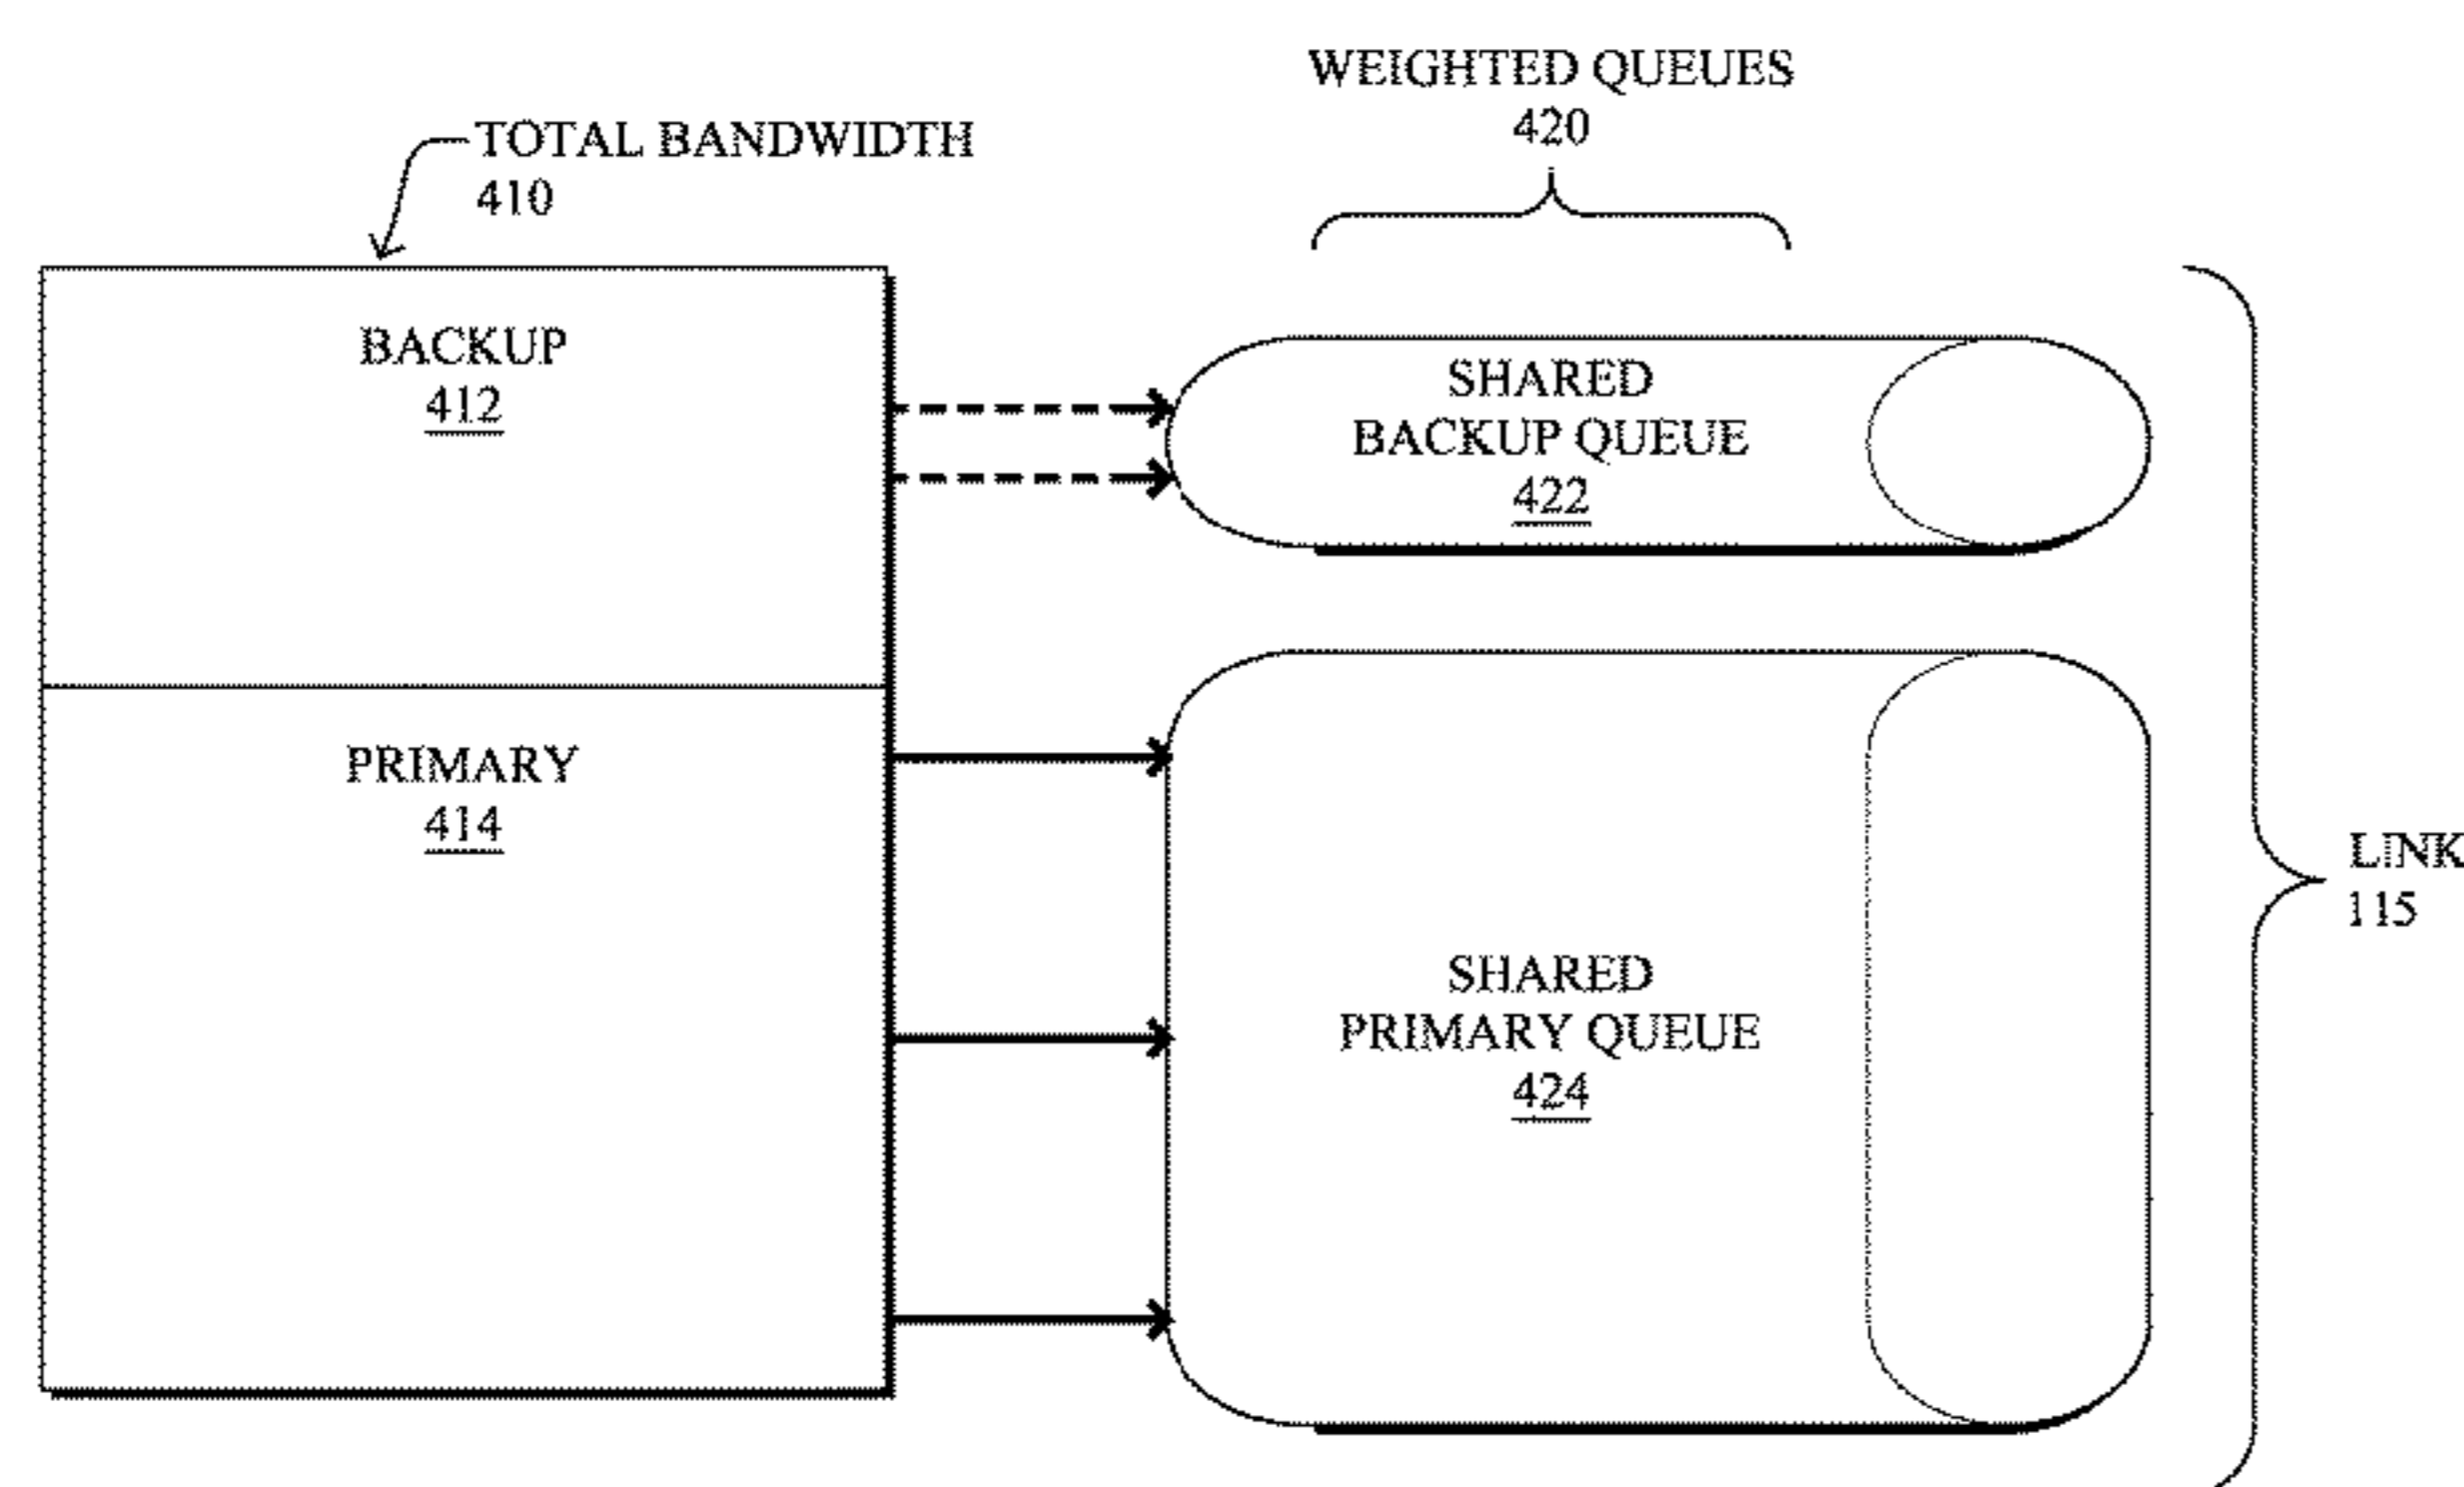 WEIGHTED QUEUES
420
TOTAL BANDWIDTH
410
BACKUP
412
SHARED
BACKUP QUEUE
422
PRIMARY
414
SHARED
PRIMARY QUEUE
424
LINK
115